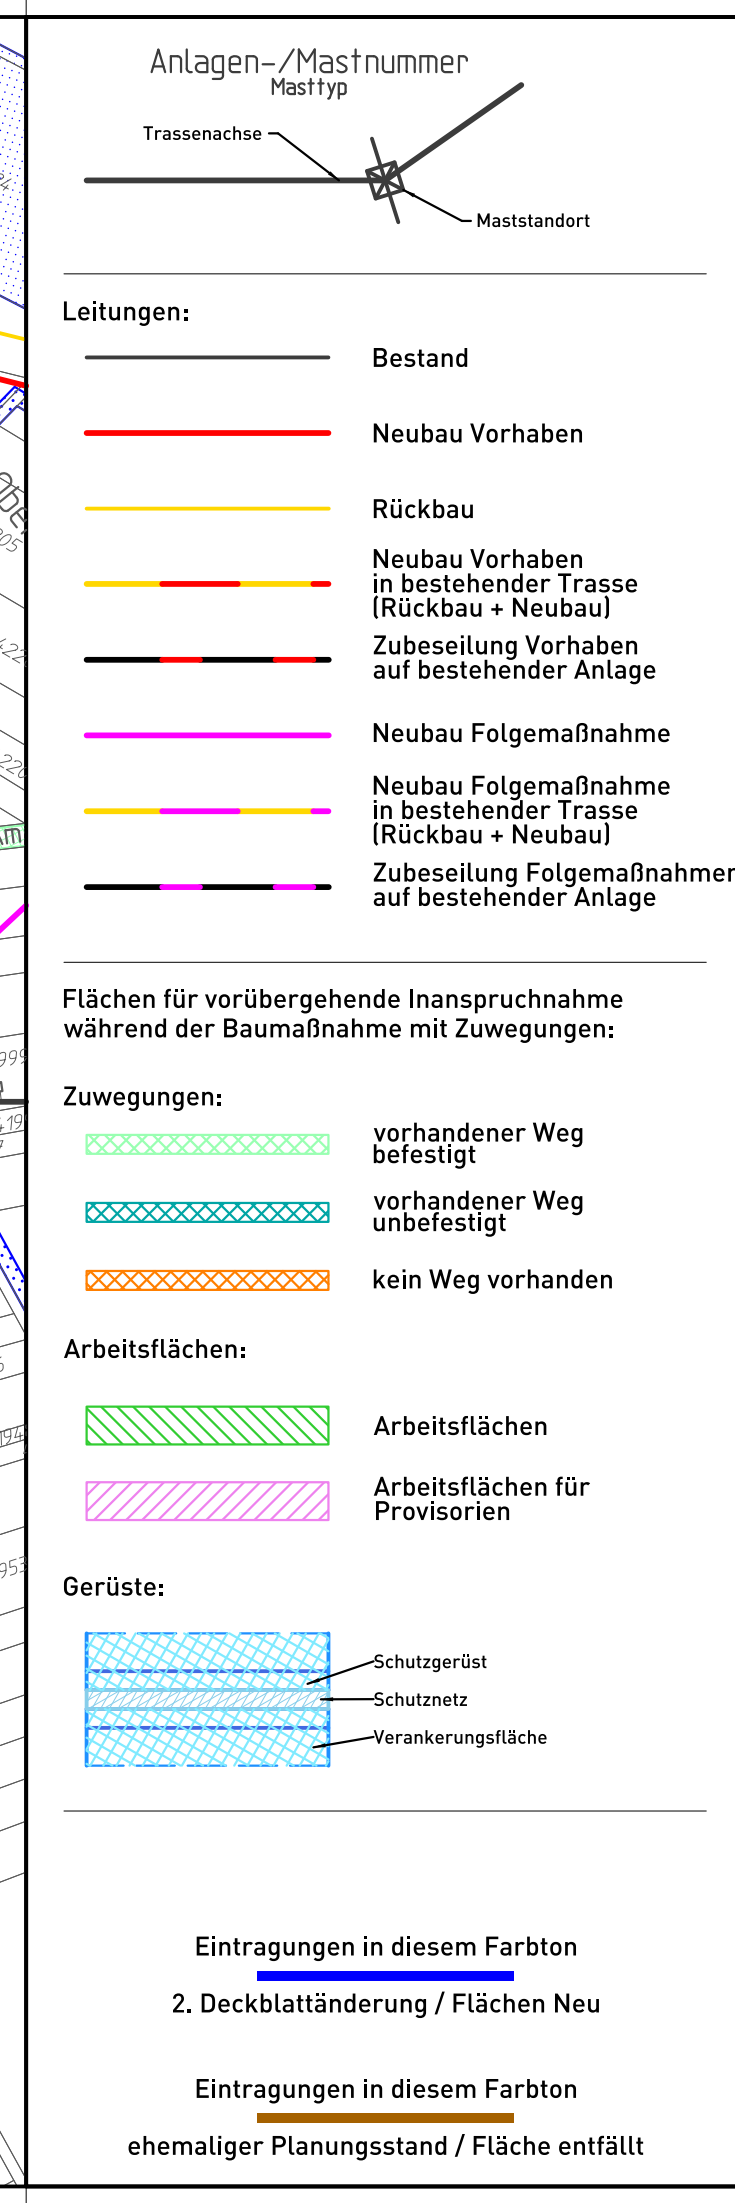 Anlagen-/Mastnummer
Masttyp
Trassenachse
Maststandort
Leitungen:
Bestand
Neubau Vorhaben
Rückbau
Neubau Vorhaben
in bestehender Trasse
(Rückbau + Neubau)
Zubeseilung Vorhaben
auf bestehender Anlage
Neubau Folgemaßnahme
Neubau Folgemaßnahme
in bestehender Trasse
(Rückbau + Neubau)
Zubeseilung Folgemaßnahmen
auf bestehender Anlage
Flächen für vorübergehende Inanspruchnahme
während der Baumaßnahme mit Zuwegungen:
Zuwegungen:
vorhandener Weg
befestigt
vorhandener Weg
unbefestigt
kein Weg vorhanden
Arbeitsflächen:
Arbeitsflächen
Arbeitsflächen für
Provisorien
Gerüste:
Schutzgerüst
Schutznetz
Verankerungsfläche
Eintragungen in diesem Farbton
2. Deckblattänderung / Flächen Neu
Eintragungen in diesem Farbton
ehemaliger Planungsstand / Fläche entfällt